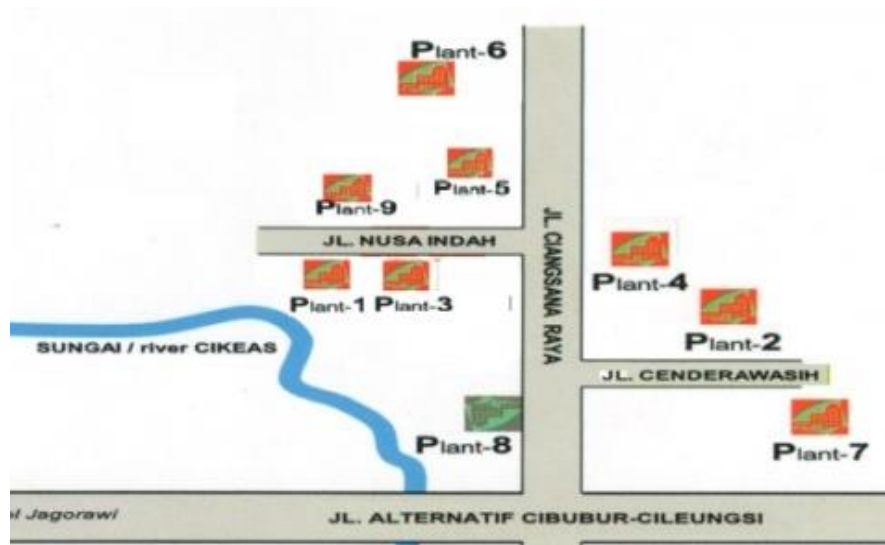 Plant-6
Plant-5
Plant-9
JL. NUSA INDAH
JL. CIANGSANA RAYA
Plant-4
Plant-1
Plant-3
Plant-2
SUNGAI / river CIKEAS
JL. CENDERAWASIH
Plant-8
Plant-7
Jagorawi
JL. ALTERNATIF CIBUBUR-CILEUNGSI